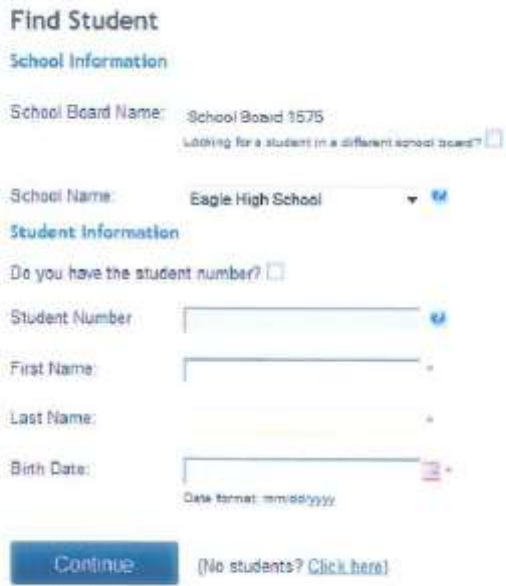 Find Student
School Information
School Board Name: School Board 1575
Looking for a student in a different school board?
School Name: Eagle High School
Student Information
Do you have the student number?
Student Number
First Name: *
Last Name: *
Birth Date: *
Date format: mm/dd/yyyy
Continue (No students? Click here)